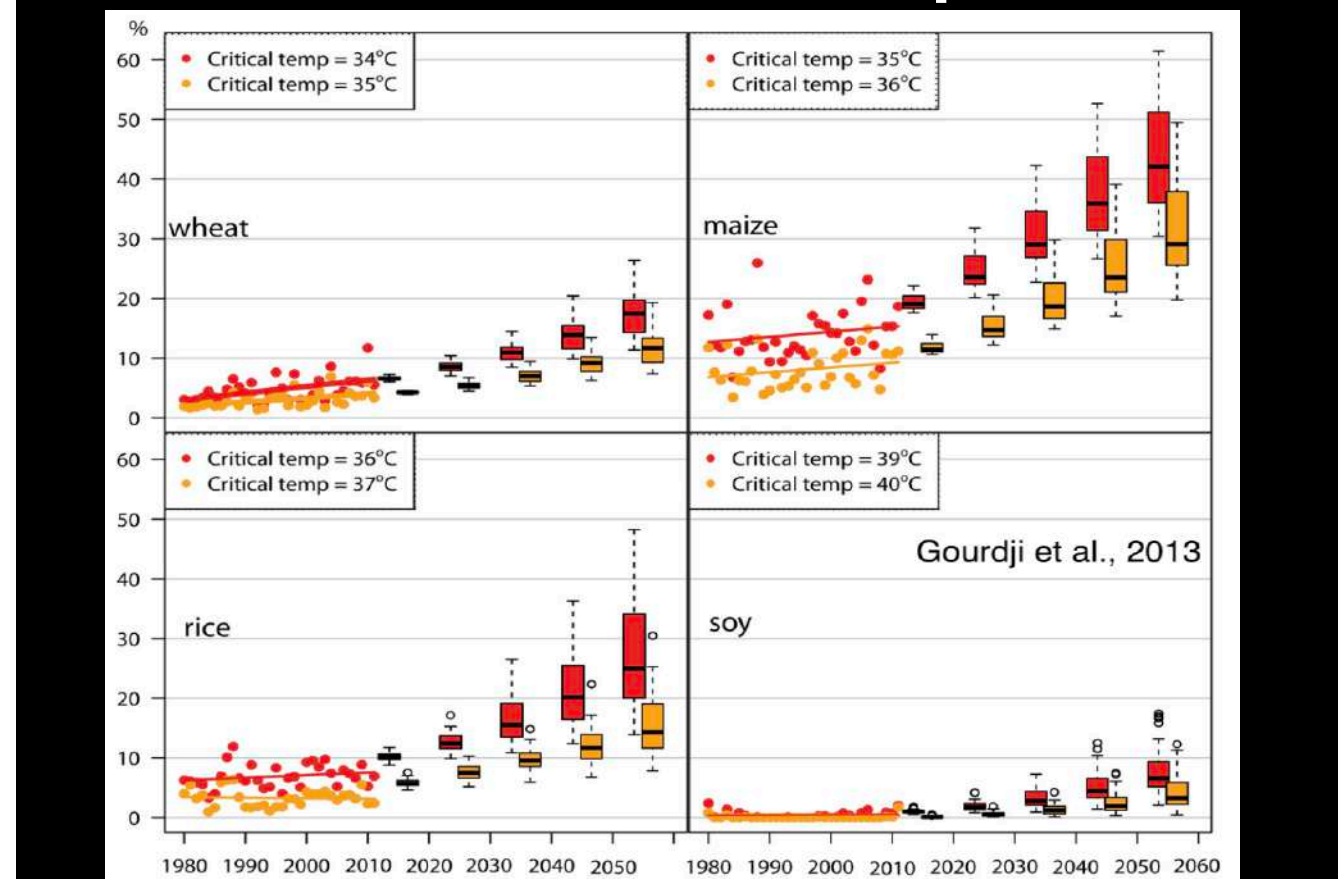 %
Critical temp = 34°C
Critical temp = 35°C
Critical temp = 35°C
Critical temp = 36°C
60
50
40
30
20
10
0
wheat
maize
Critical temp = 36°C
Critical temp = 37°C
Critical temp = 39°C
Critical temp = 40°C
60
50
40
30
20
10
0
Gourdji et al., 2013
rice
soy
1980 1990 2000 2010 2020 2030 2040 2050
1980 1990 2000 2010 2020 2030 2040 2050 2060